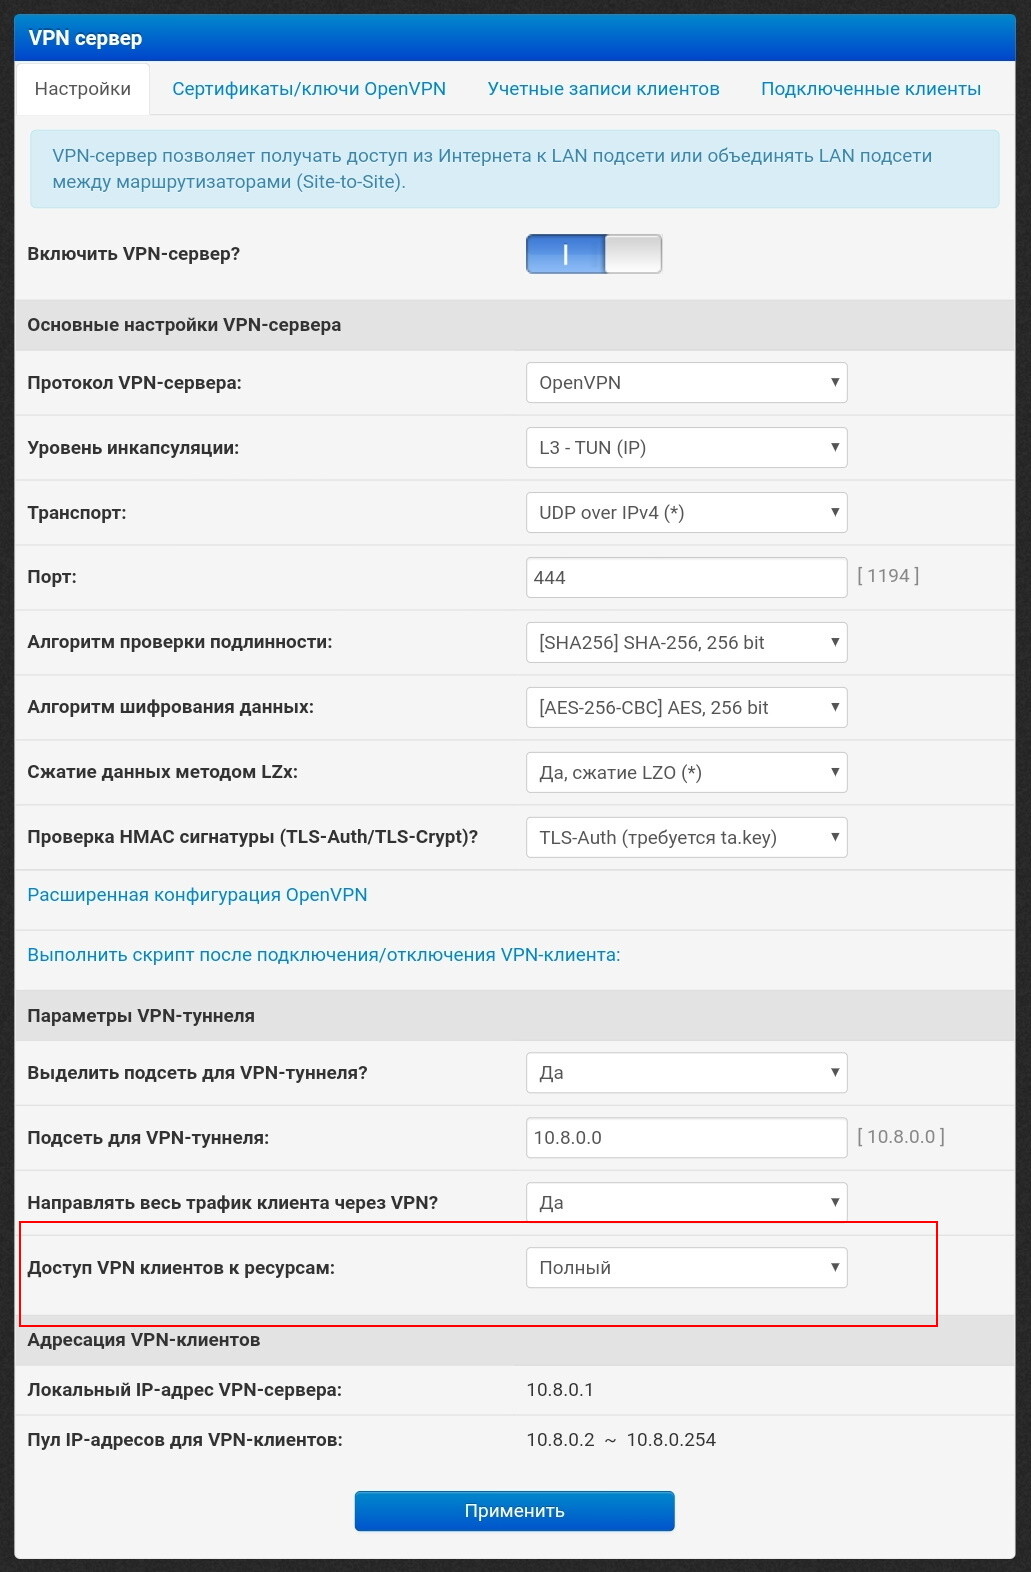 VPN сервер
Настройки Сертификаты/ключи OpenVPN Учетные записи клиентов Подключенные клиенты
VPN-сервер позволяет получать доступ из Интернета к LAN подсети или объединять LAN подсети
между маршрутизаторами (Site-to-Site).
Включить VPN-сервер?
Основные настройки VPN-сервера
Протокол VPN-сервера: OpenVPN
Уровень инкапсуляции: L3 - TUN (IP)
Транспорт: UDP over IPv4 (*)
Порт: 444 [ 1194 ]
Алгоритм проверки подлинности: [SHA256] SHA-256, 256 bit
Алгоритм шифрования данных: [AES-256-CBC] AES, 256 bit
Сжатие данных методом LZx: Да, сжатие LZO (*)
Проверка HMAC сигнатуры (TLS-Auth/TLS-Crypt)? TLS-Auth (требуется ta.key)
Расширенная конфигурация OpenVPN
Выполнить скрипт после подключения/отключения VPN-клиента:
Параметры VPN-туннеля
Выделить подсеть для VPN-туннеля? Да
Подсеть для VPN-туннеля: 10.8.0.0 [ 10.8.0.0 ]
Направлять весь трафик клиента через VPN? Да
Доступ VPN клиентов к ресурсам: Полный
Адресация VPN-клиентов
Локальный IP-адрес VPN-сервера: 10.8.0.1
Пул IP-адресов для VPN-клиентов: 10.8.0.2 ~ 10.8.0.254
Применить